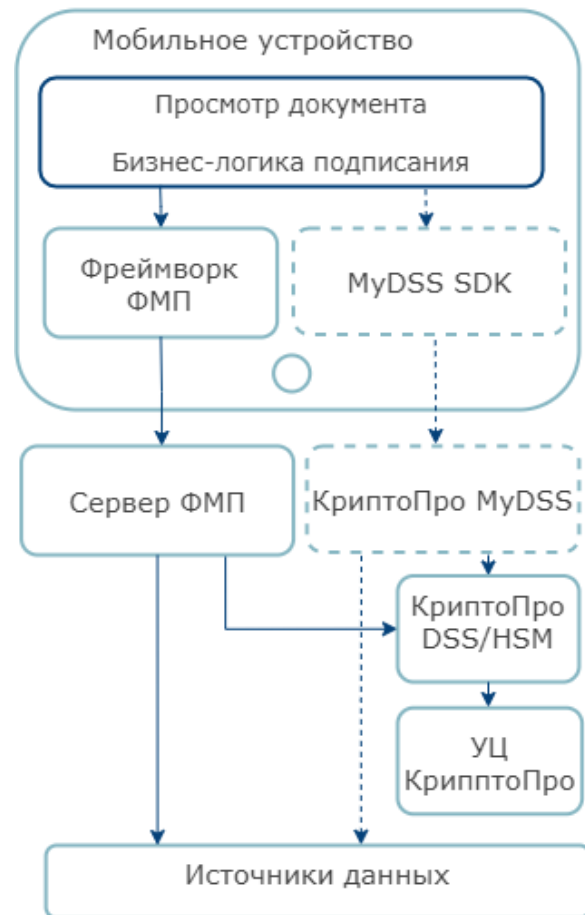 Мобильное устройство
Просмотр документа
Бизнес-логика подписания
Фреймворк
ФМП
MyDSS SDK
Сервер ФМП
КриптоПро MyDSS
КриптоПро
DSS/HSM
УЦ
КрипптоПро
Источники данных